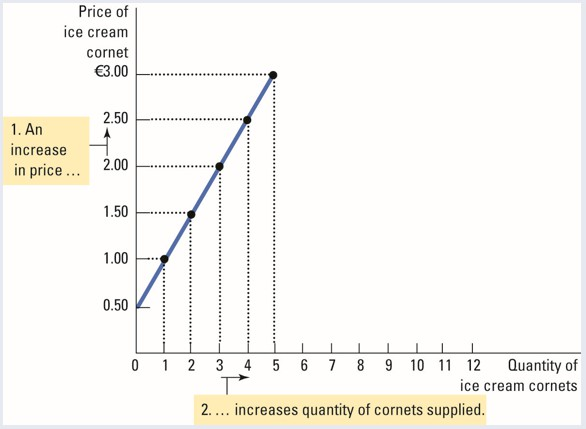 Price of
ice cream
cornet
€3.00
2.50
2.00
1.50
1.00
0.50
1. An
increase
in price ...
0 1 2 3 4 5 6 7 8 9 10 11 12 Quantity of
ice cream cornets
2. ... increases quantity of cornets supplied.